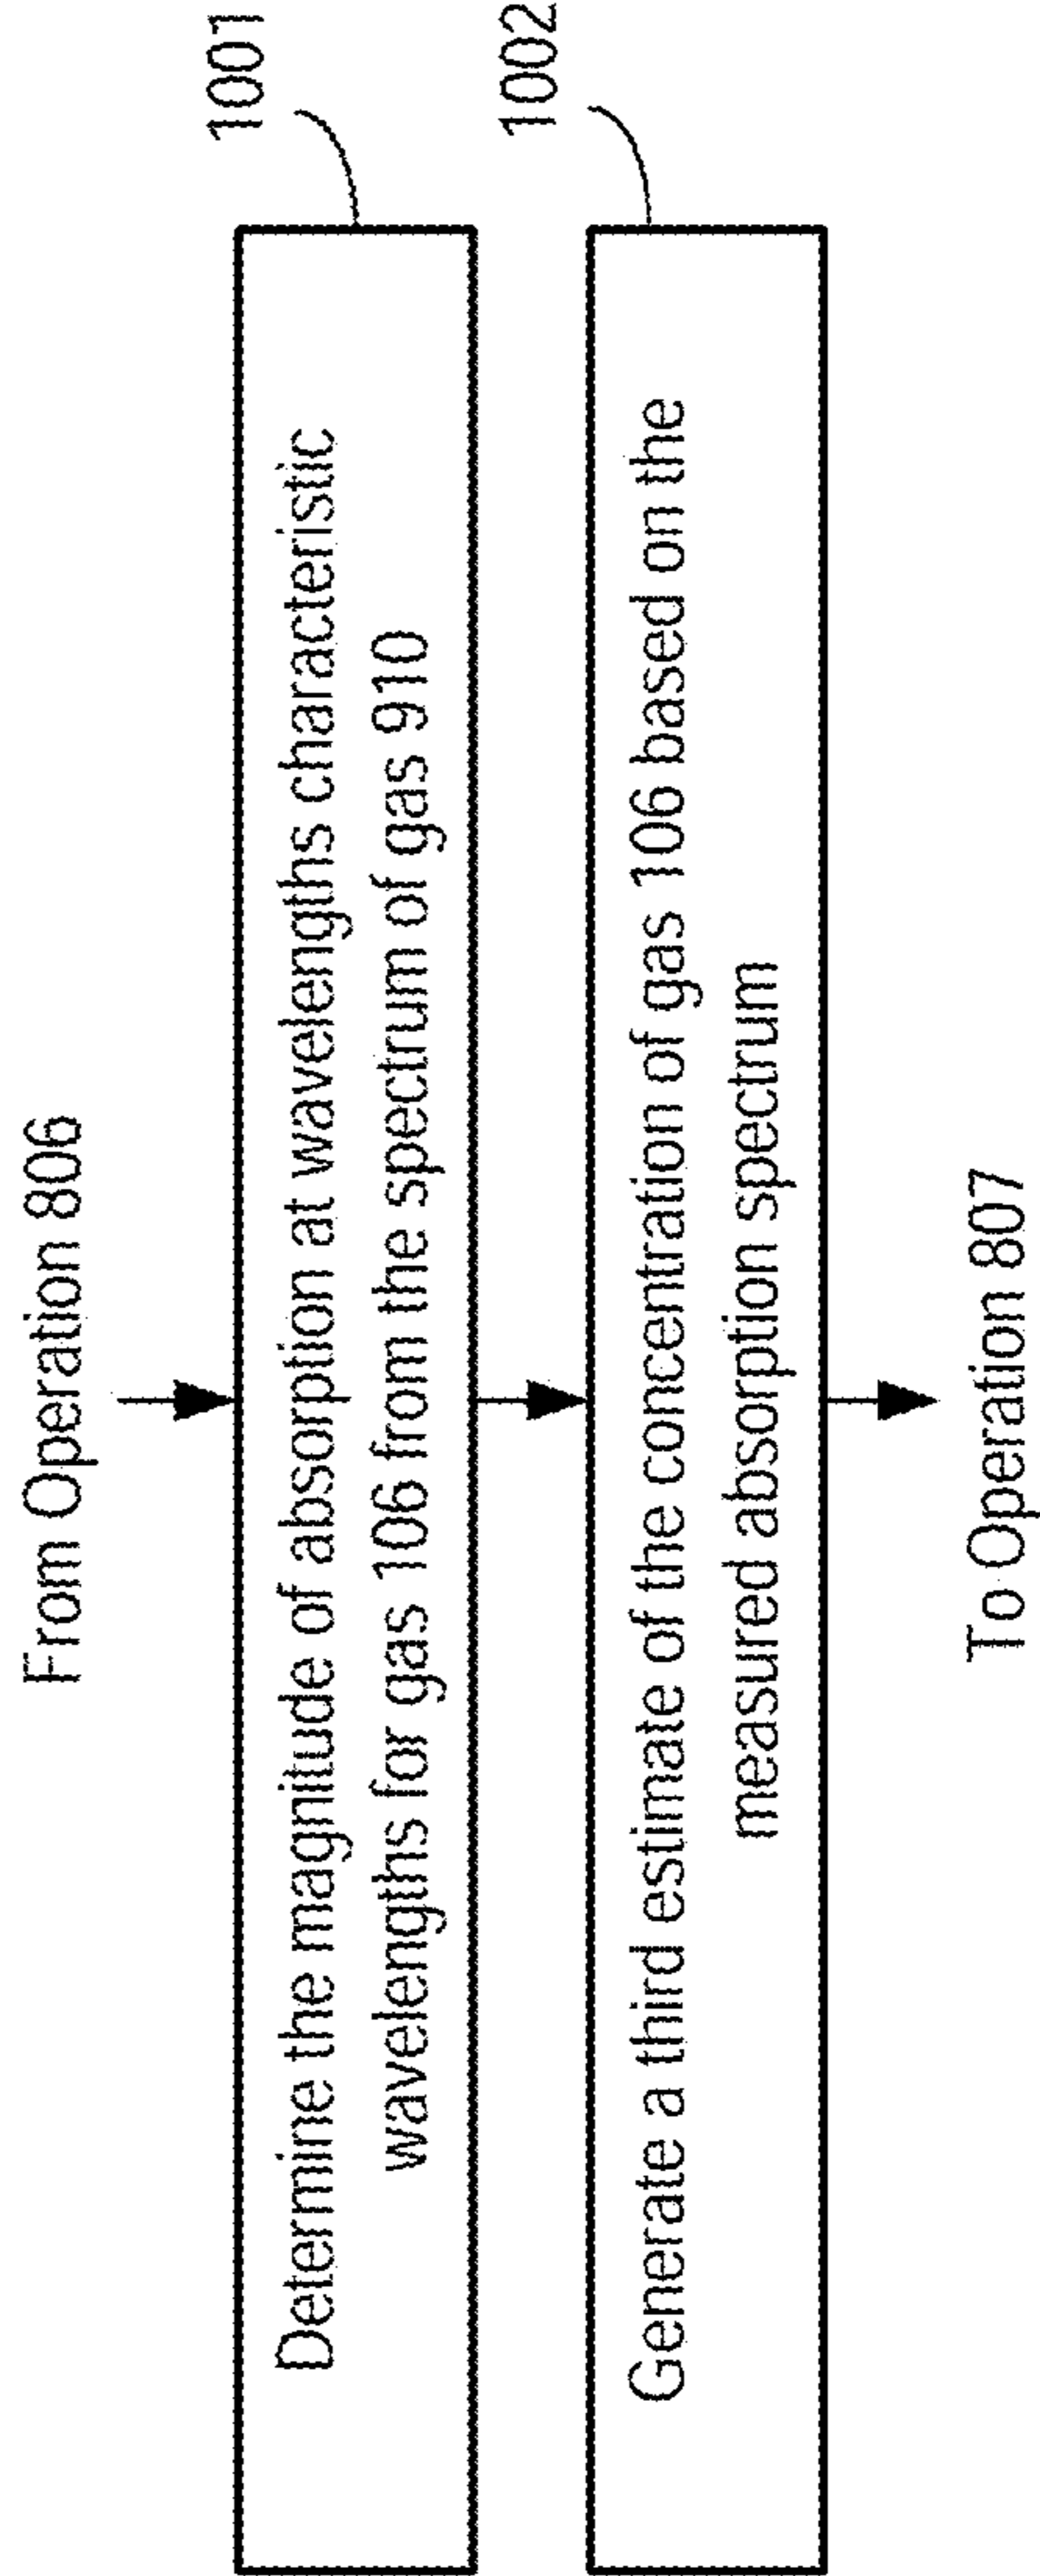 From Operation 806
1001
Determine the magnitude of absorption at wavelengths characteristic
wavelengths for gas 106 from the spectrum of gas 910
1002
Generate a third estimate of the concentration of gas 106 based on the
measured absorption spectrum
To Operation 807